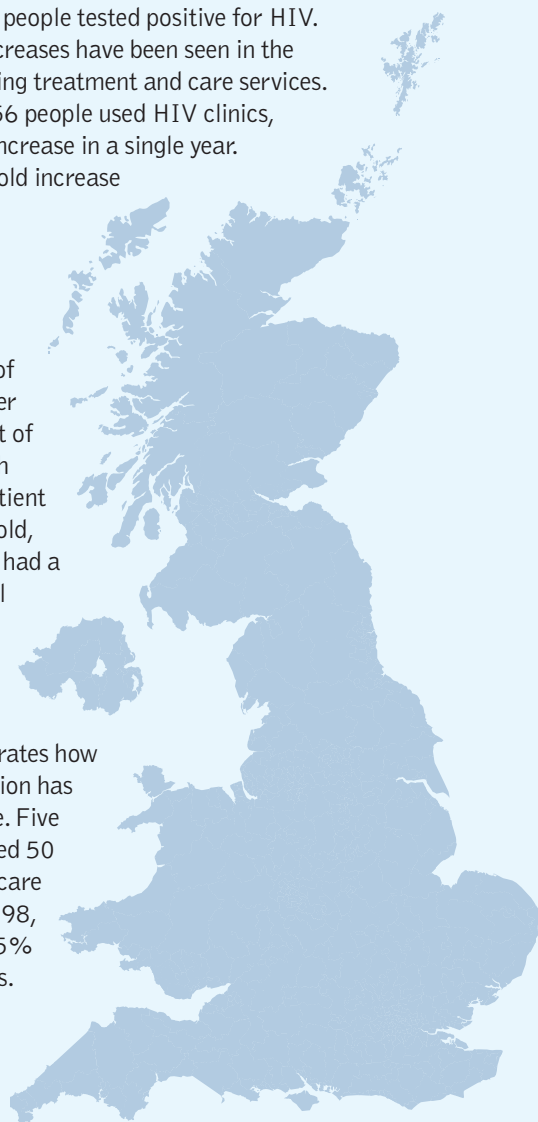 people tested positive for HIV.
creases have been seen in the
ing treatment and care services.
56 people used HIV clinics,
ncrease in a single year.
old increase
of
er
t of
n
tient
old,
had a
l
rates how
ion has
e. Five
ed 50
care
98,
5%
s.